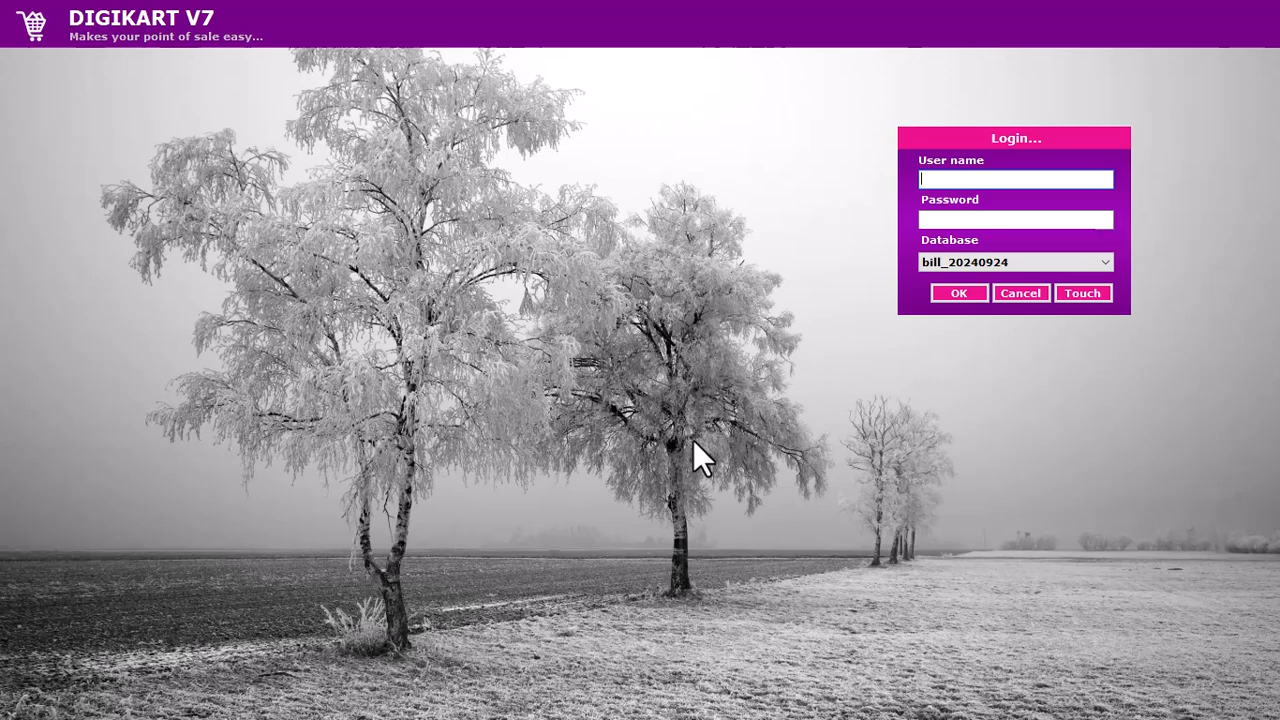 DIGIKART V7
Makes your point of sale easy...
Login...
User name
Password
Database
bill_20240924
OK Cancel Touch